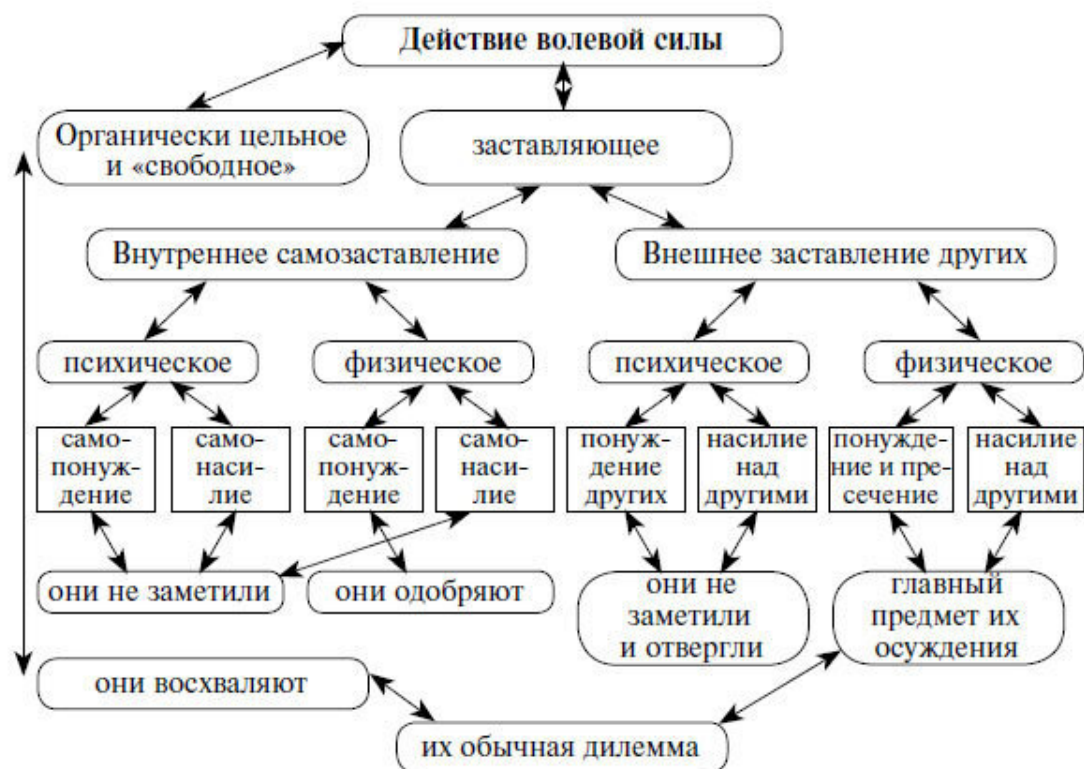 Действие волевой силы
Органически цельное
и «свободное»
заставляющее
Внутреннее самозаставление
Внешнее заставление других
психическое
физическое
психическое
физическое
само-
понуж-
дение
само-
наси-
лие
само-
понуж-
дение
само-
наси-
лие
понуж-
дение
других
насилие
над
другими
понужде-
ние и пре-
сечение
насилие
над
другими
они не заметили
они одобряют
они не
заметили
и отвергли
главный
предмет их
осуждения
они восхваляют
их обычная дилемма